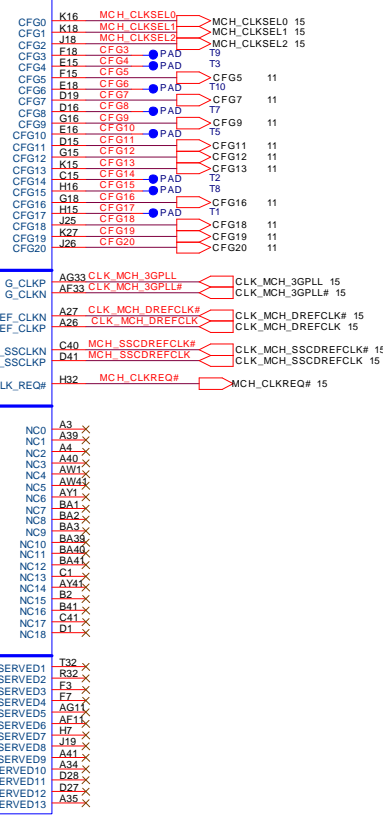 CFG0 K16 MCH_CLKSEL0 MCH_CLKSEL0 15
CFG1 K18 MCH_CLKSEL1 MCH_CLKSEL1 15
CFG2 J18 MCH_CLKSEL2 MCH_CLKSEL2 15
CFG3 F18 CFG3 PAD T9
CFG4 E15 CFG4 PAD T3
CFG5 F15 CFG5 CFG5 11
CFG6 E18 CFG6 PAD T10
CFG7 D19 CFG7 CFG7 11
CFG8 D16 CFG8 PAD T7
CFG9 G16 CFG9 CFG9 11
CFG10 E16 CFG10 PAD T5
CFG11 D15 CFG11 CFG11 11
CFG12 G15 CFG12 CFG12 11
CFG13 K15 CFG13 CFG13 11
CFG14 C15 CFG14 PAD T2
CFG15 H16 CFG15 PAD T8
CFG16 G18 CFG16 CFG16 11
CFG17 H15 CFG17 PAD T1
CFG18 J25 CFG18 CFG18 11
CFG19 K27 CFG19 CFG19 11
CFG20 J26 CFG20 CFG20 11
G_CLKP AG33 CLK_MCH_3GPLL CLK_MCH_3GPLL 15
G_CLKN AF33 CLK_MCH_3GPLL# CLK_MCH_3GPLL# 15
EF_CLKN A27 CLK_MCH_DREFCLK# CLK_MCH_DREFCLK# 15
EF_CLKP A26 CLK_MCH_DREFCLK CLK_MCH_DREFCLK 15
_SSCLKN C40 MCH_SSCDREFCLK# CLK_MCH_SSCDREFCLK# 15
_SSCLKP D41 MCH_SSCDREFCLK CLK_MCH_SSCDREFCLK 15
LK_REQ# H32 MCH_CLKREQ# MCH_CLKREQ# 15
NC0 A3
NC1 A39
NC2 A4
NC3 A40
NC4 AW1
NC5 AW41
NC6 AY1
NC7 BA1
NC8 BA2
NC9 BA3
NC10 BA39
NC11 BA40
NC12 BA41
NC13 C1
NC14 AY41
NC15 B2
NC16 B41
NC17 C41
NC18 D1
SERVED1 T32
SERVED2 R32
SERVED3 F3
SERVED4 F7
SERVED5 AG11
SERVED6 AF11
SERVED7 H7
SERVED8 J19
SERVED9 A41
ERVED10 A34
ERVED11 D28
ERVED12 D27
ERVED13 A35